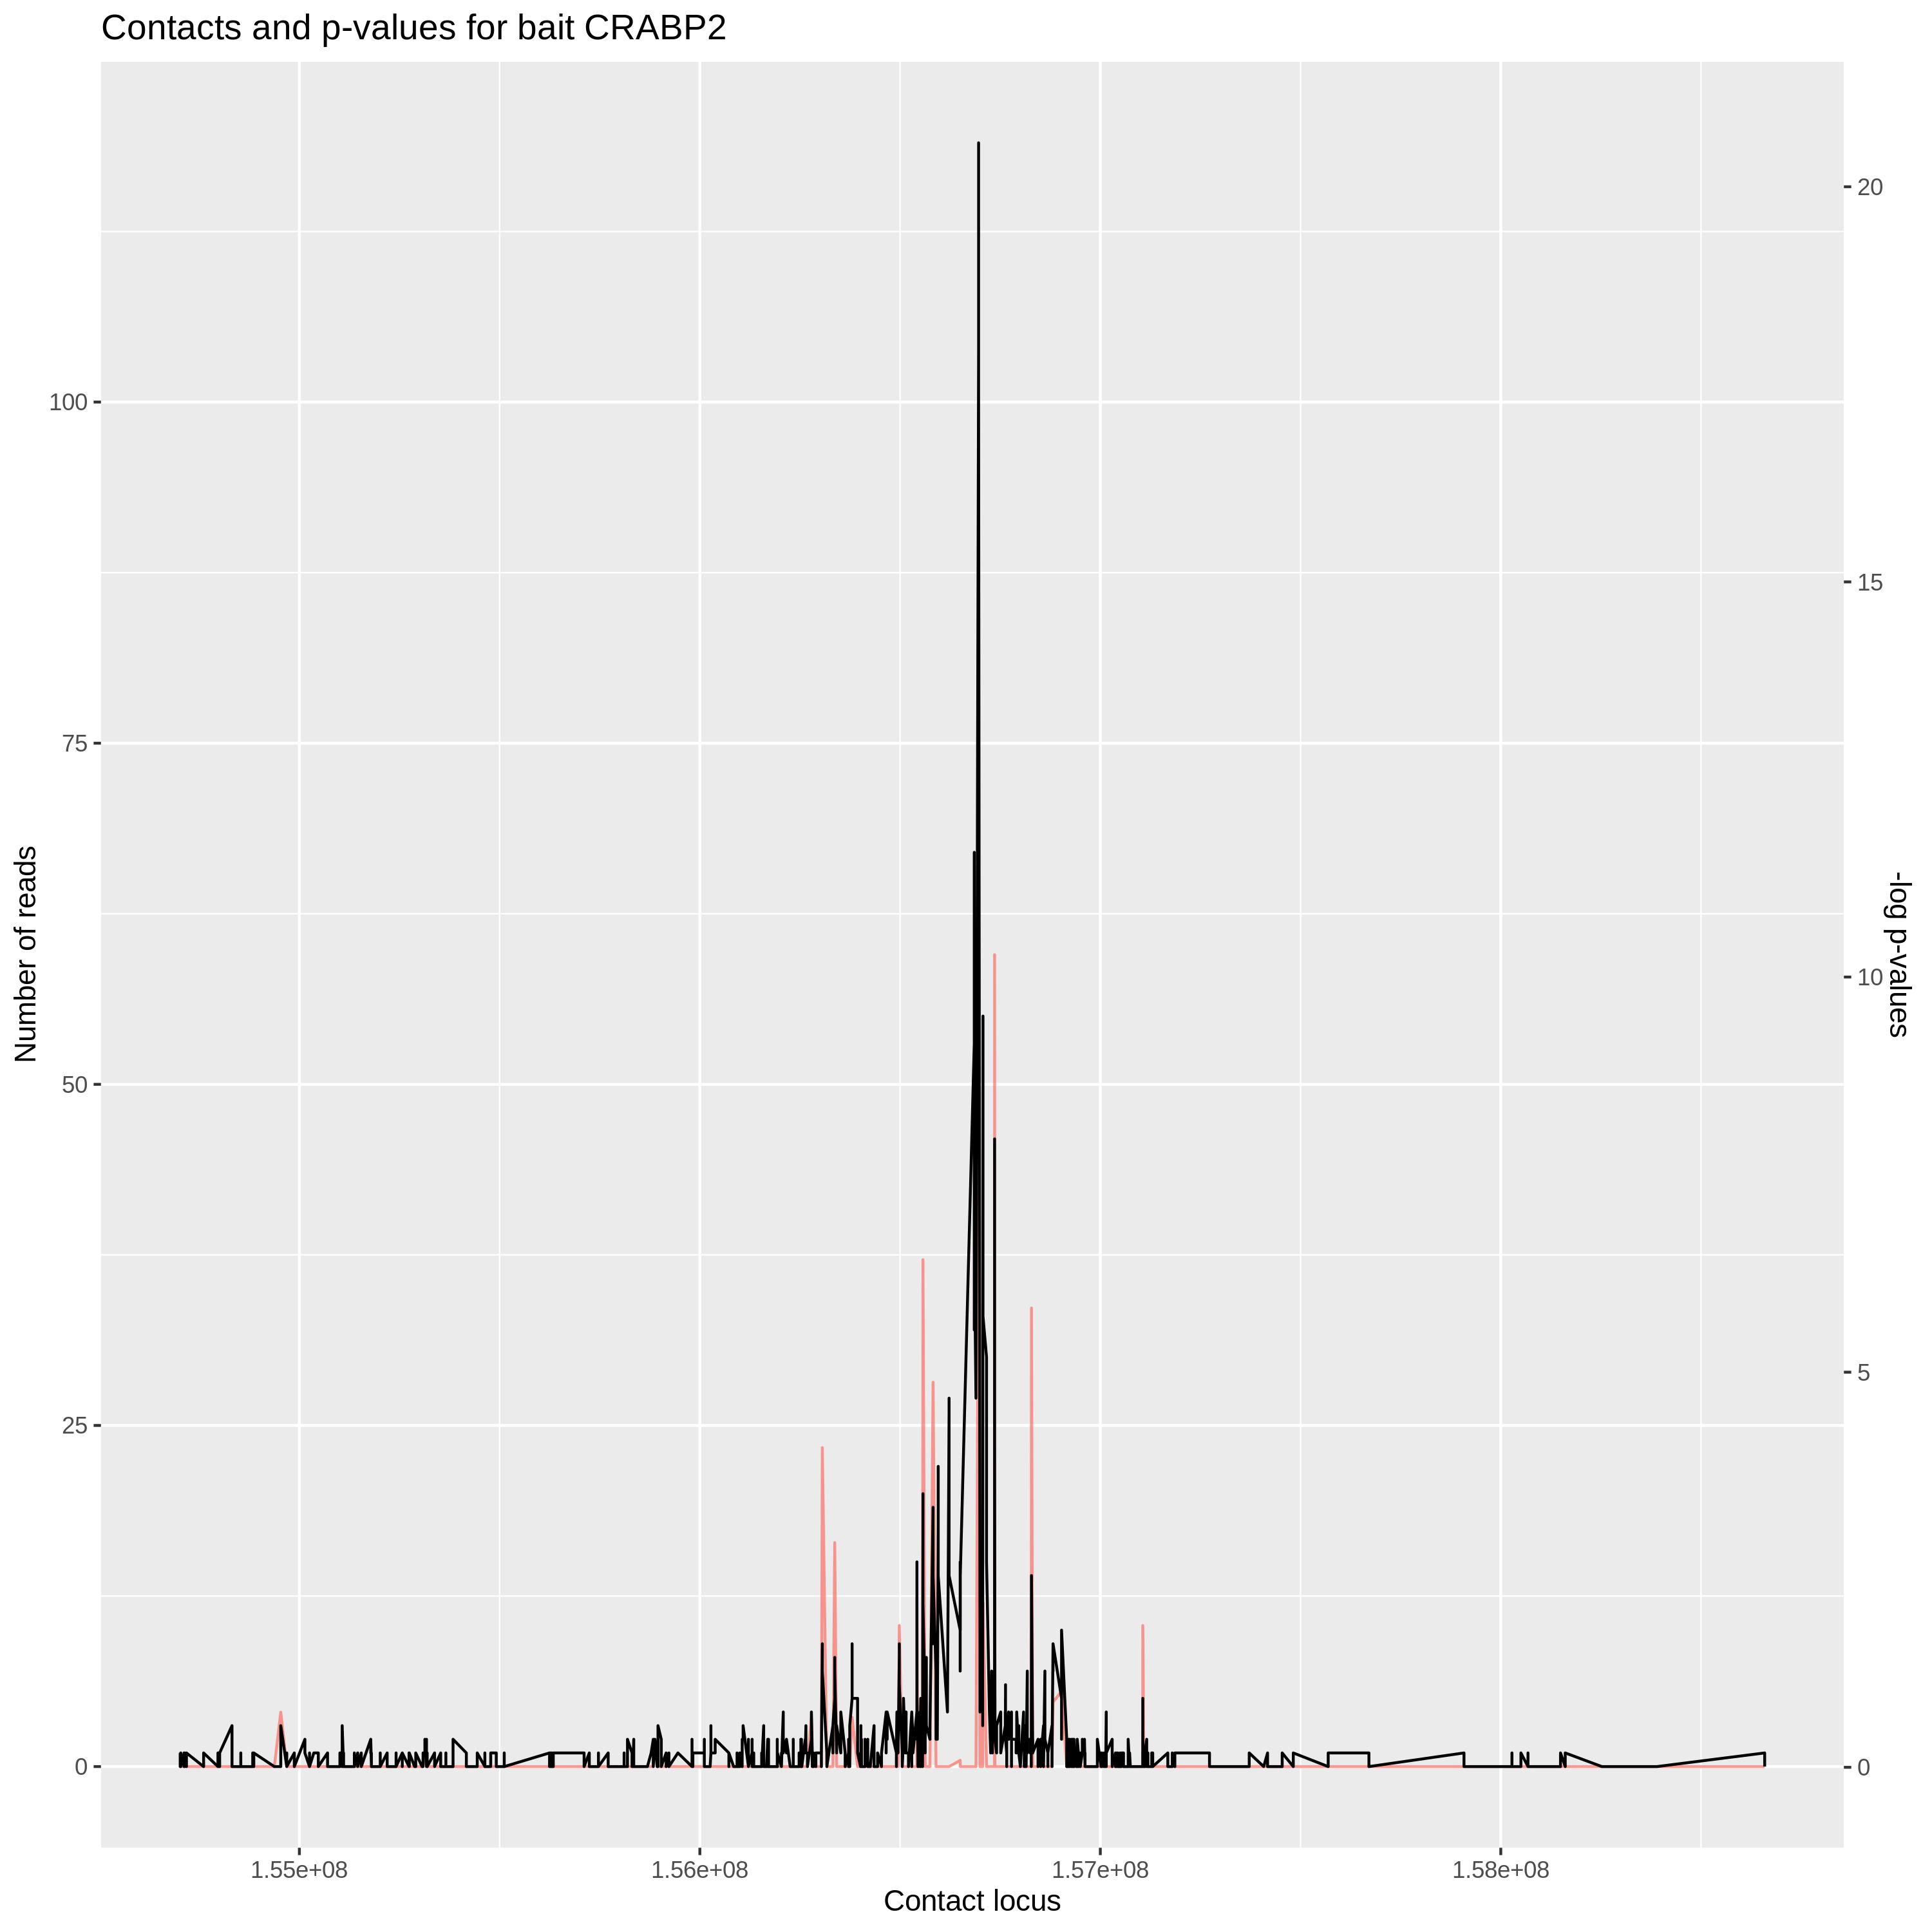 Contacts and p-values for bait CRABP2
Number of reads
100
75
50
25
0
20
15
10
5
0
-log p-values
1.55e+08
1.56e+08
1.57e+08
1.58e+08
Contact locus